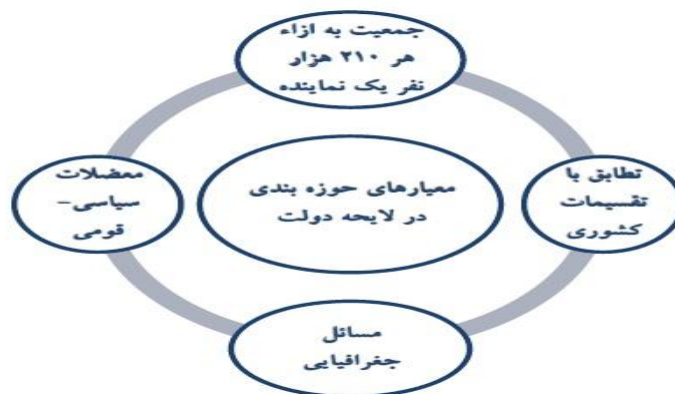 جمعیت به ازاء
هر ۲۱۰ هزار
نفر یک نماینده
تطابق با
تقسیمات
کشوری
معیارهای حوزه بندی
در لایحه دولت
معضلات
سیاسی-
قومی
مسائل
جغرافیایی